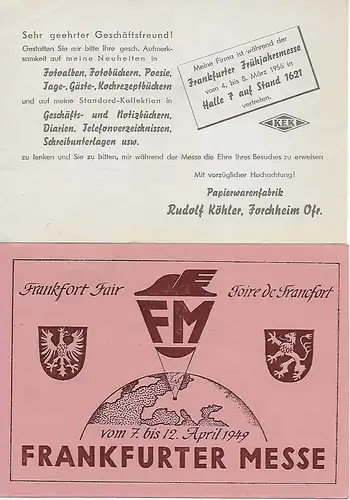 Sehr geehrter Geschäftsfreund!
Gestatten Sie mir bitte Ihre gesch. Aufmerk-
samkeit auf meine Neuheiten in
Fotoalben, Fotobüchern, Poesie,
Tage-, Gäste-, Kochrezeptbüchern
und auf meine Standard-Kollektion in
Geschäfts- und Notizbüchern,
Diarien, Telefonverzeichnissen,
Schreibunterlagen usw.
Meine Firma ist während der
Frankfurter Frühjahrsmesse
vom 4. bis 8. März 1956 in
Halle 7 auf Stand 1621
vertreten.
KEK
zu lenken und Sie zu bitten, mir während der Messe die Ehre Ihres Besuches zu erweisen
Mit vorzüglicher Hochachtung!
Papierwarenfabrik
Rudolf Köhler, Forchheim Ofr.
Frankfort Fair
Foire de Francfort
FM
vom 7. bis 12. April 1949
FRANKFURTER MESSE